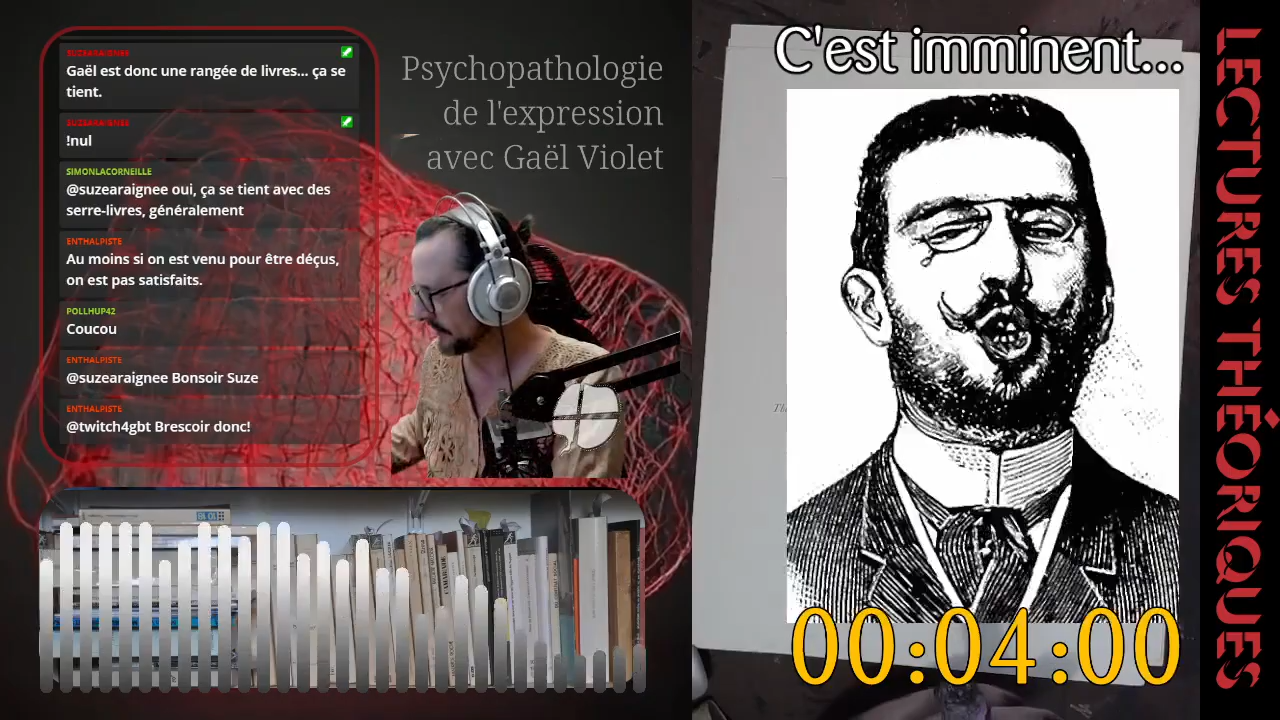 SUZEARAIGNEE
Gaël est donc une rangée de livres... ça se
tient.
SUZEARAIGNEE
!nul
SIMONLACORNEILLE
@suzearaignee oui, ça se tient avec des
serre-livres, généralement
ENTHALPISTE
Au moins si on est venu pour être déçus,
on est pas satisfaits.
POLLHUP42
Coucou
ENTHALPISTE
@suzearaignee Bonsoir Suze
ENTHALPISTE
@twitch4gbt Brescoir donc!
Psychopathologie
de l'expression
avec Gaël Violet
C'est imminent...
00:04:00
LECTURES THÉORIQUES